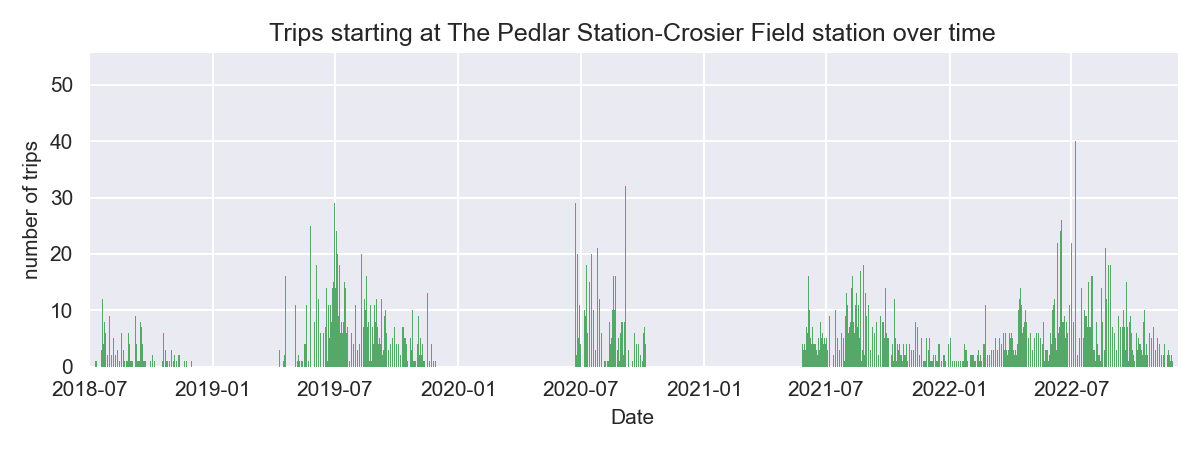 Trips starting at The Pedlar Station-Crosier Field station over time
number of trips
50
40
30
20
10
0
2018-07 2019-01 2019-07 2020-01 2020-07 2021-01 2021-07 2022-01 2022-07
Date